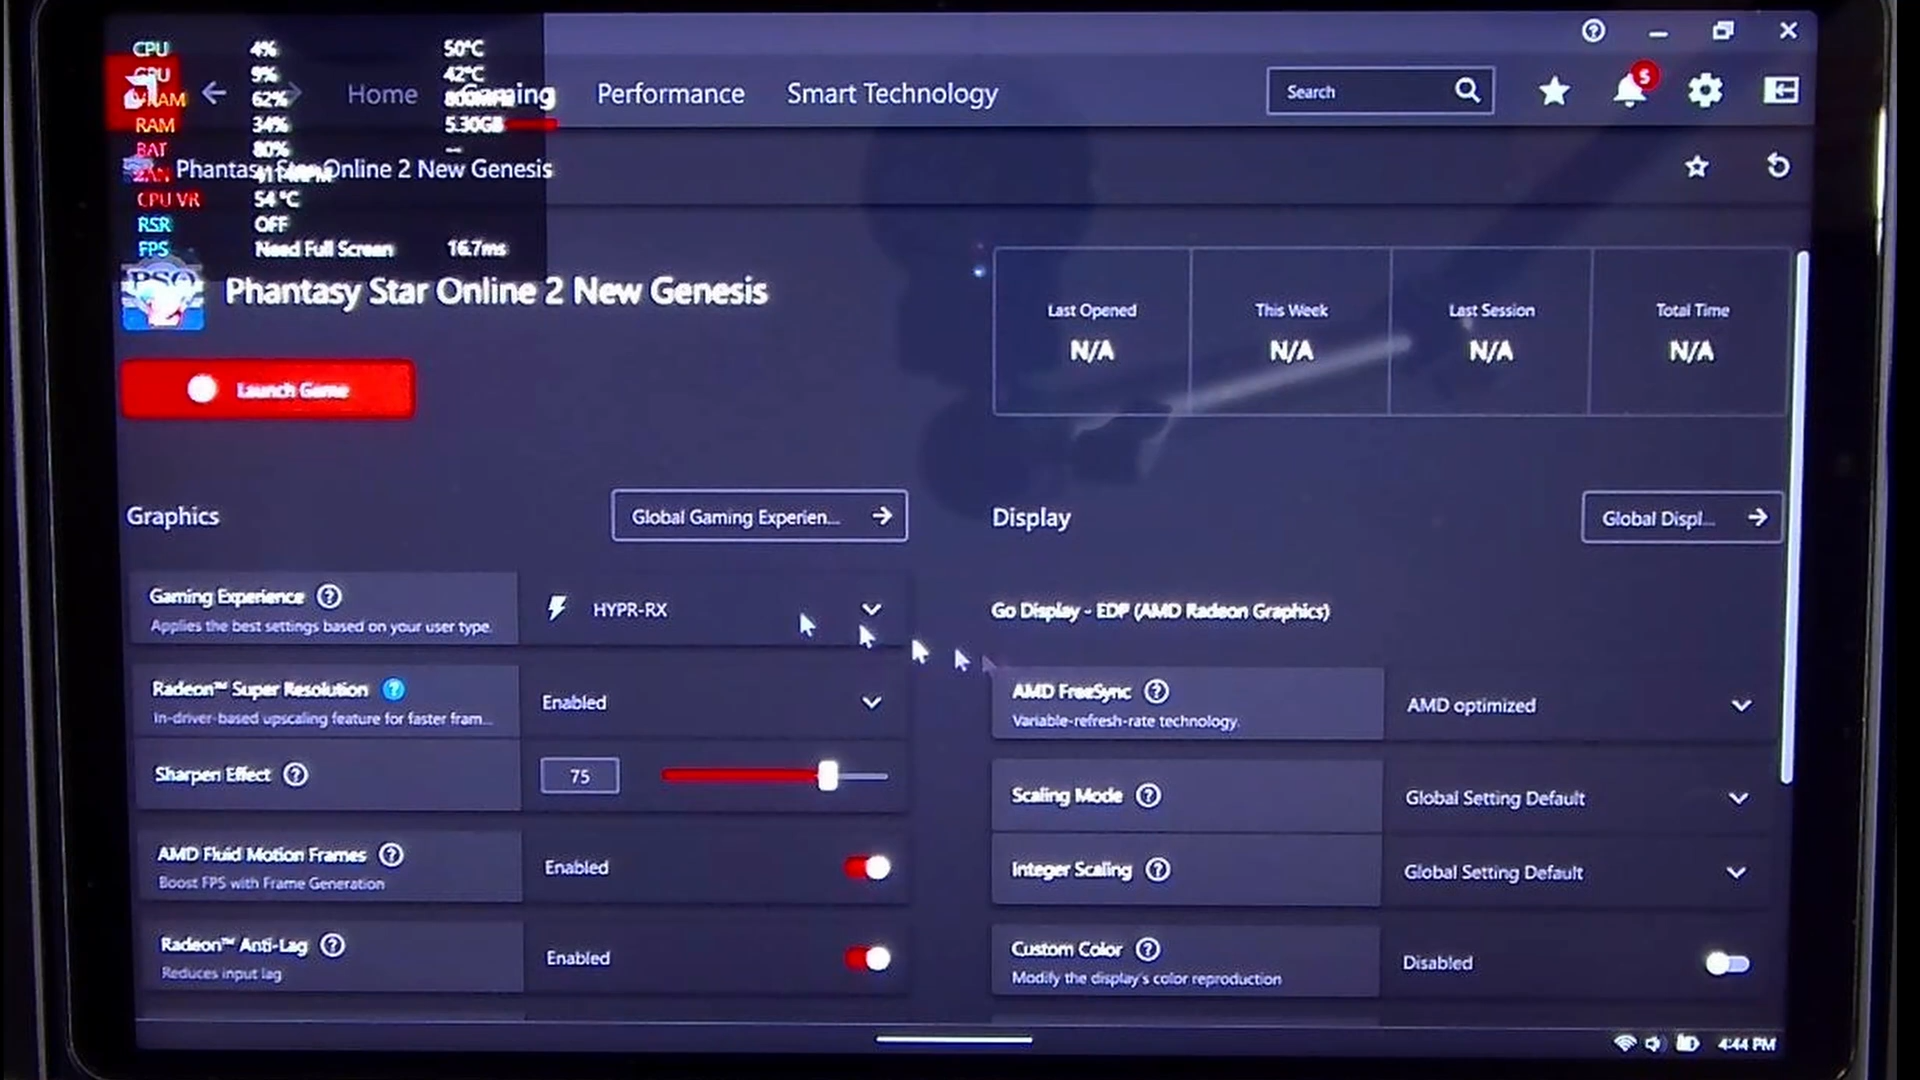 CPU 4% 50°C
GPU 9% 42°C
VRAM 62%
RAM 34% 5.30GB
BAT 80% --
CPU VR 54 °C
RSR OFF
FPS Need Full Screen 16.7ms
Home Gaming Performance Smart Technology
Search
5
Phantasy Star Online 2 New Genesis
Phantasy Star Online 2 New Genesis
Launch Game
Last Opened
N/A
This Week
N/A
Last Session
N/A
Total Time
N/A
Graphics
Global Gaming Experien...
Gaming Experience
Applies the best settings based on your user type.
HYPR-RX
Radeon™ Super Resolution
In-driver-based upscaling feature for faster fram...
Enabled
Sharpen Effect
75
AMD Fluid Motion Frames
Boost FPS with Frame Generation
Enabled
Radeon™ Anti-Lag
Reduces input lag
Enabled
Display
Global Displ...
Go Display - EDP (AMD Radeon Graphics)
AMD FreeSync
Variable-refresh-rate technology.
AMD optimized
Scaling Mode
Global Setting Default
Integer Scaling
Global Setting Default
Custom Color
Modify the display's color reproduction
Disabled
4:44 PM